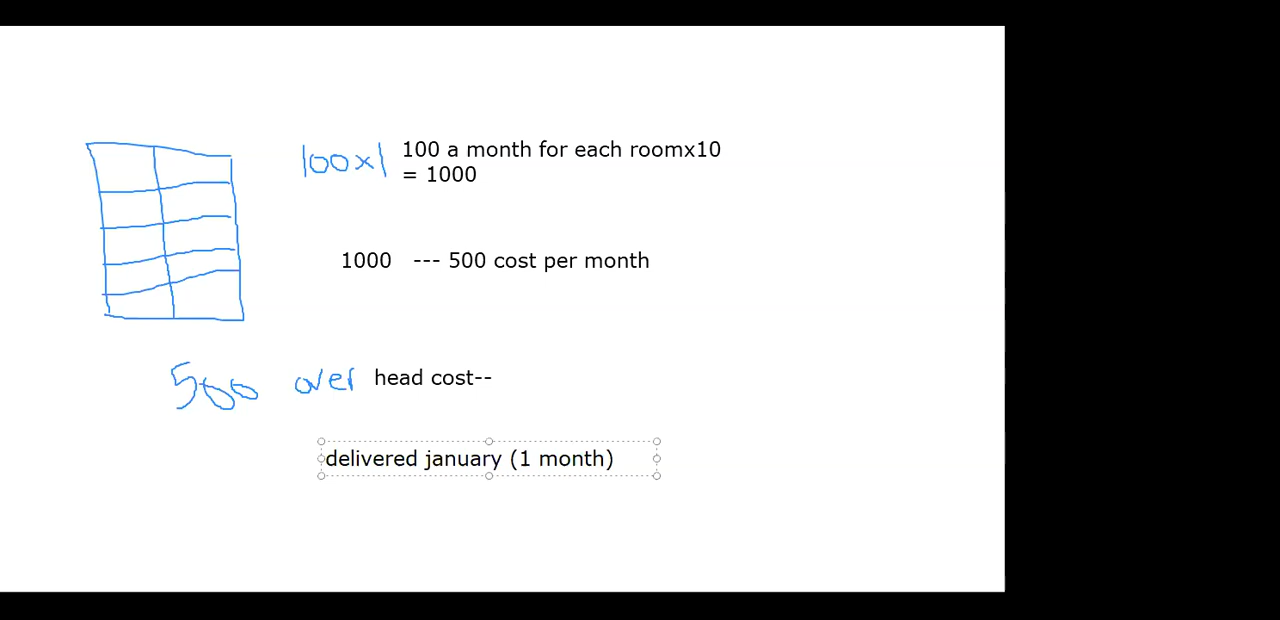 100x1 100 a month for each roomx10
= 1000
1000 --- 500 cost per month
500 over head cost--
delivered january (1 month)